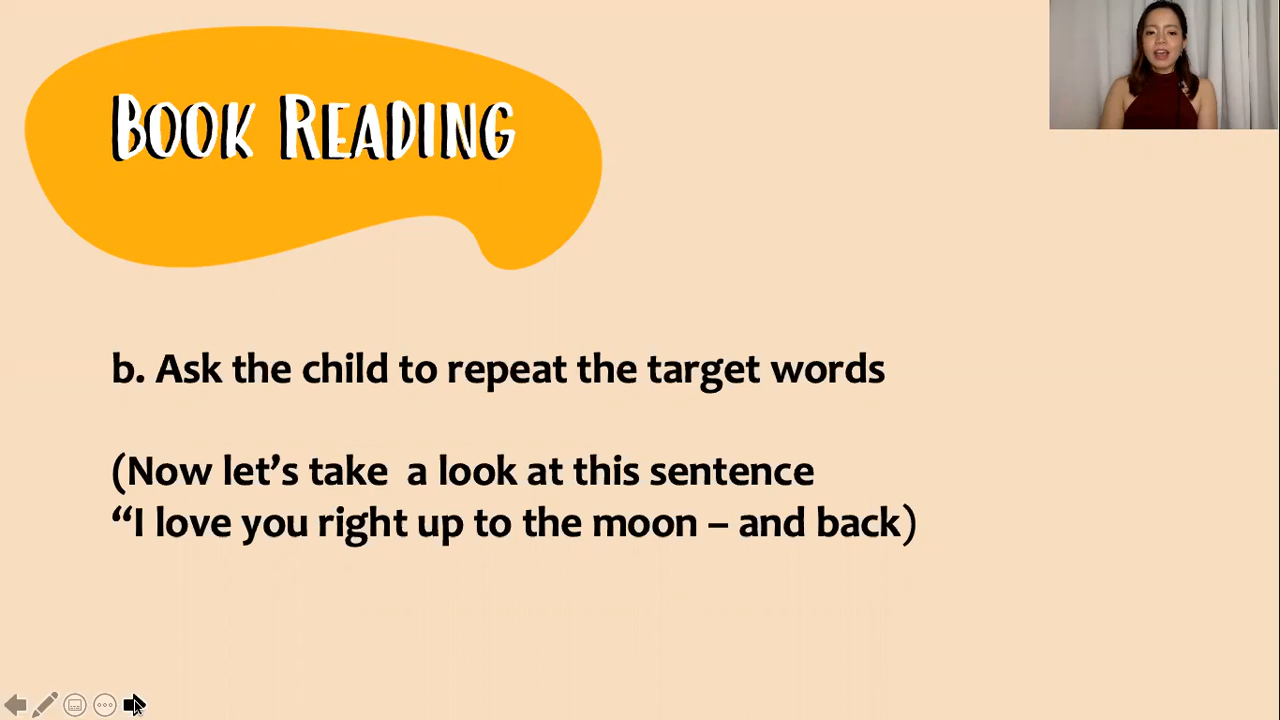 BOOK READING
b. Ask the child to repeat the target words
(Now let’s take  a look at this sentence
“I love you right up to the moon – and back)